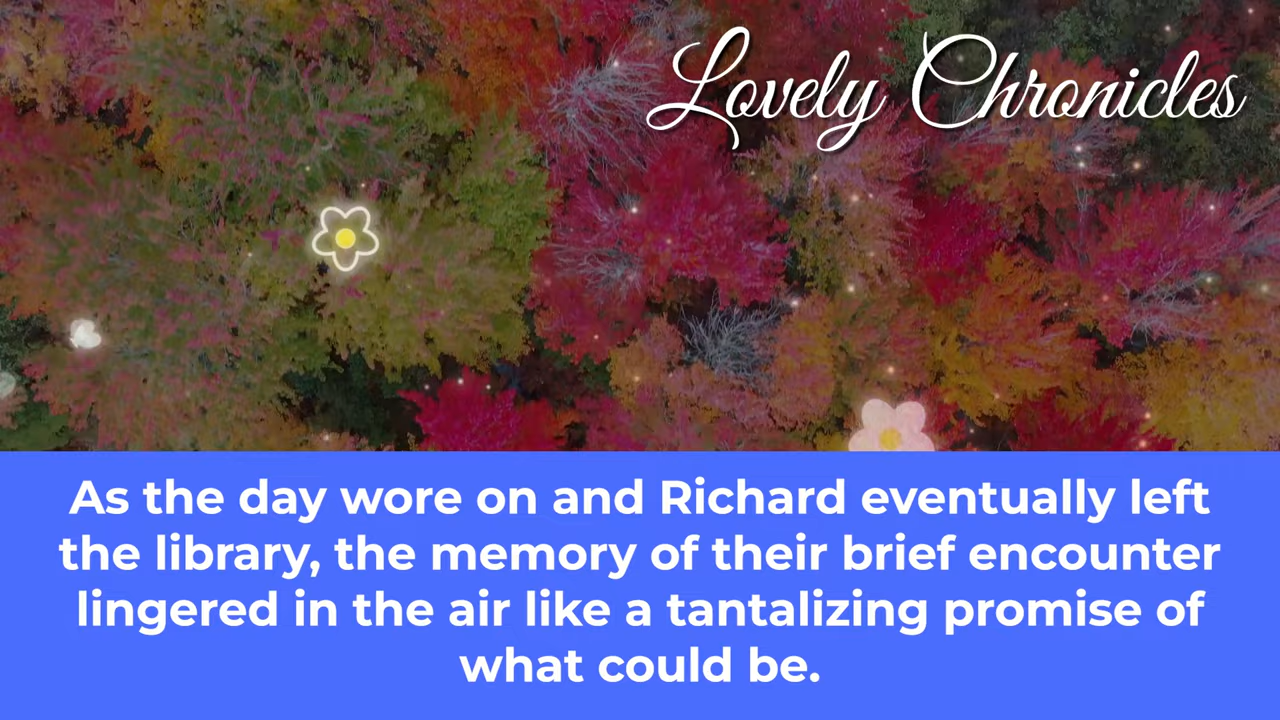 Lovely Chronicles
As the day wore on and Richard eventually left
the library, the memory of their brief encounter
lingered in the air like a tantalizing promise of
what could be.